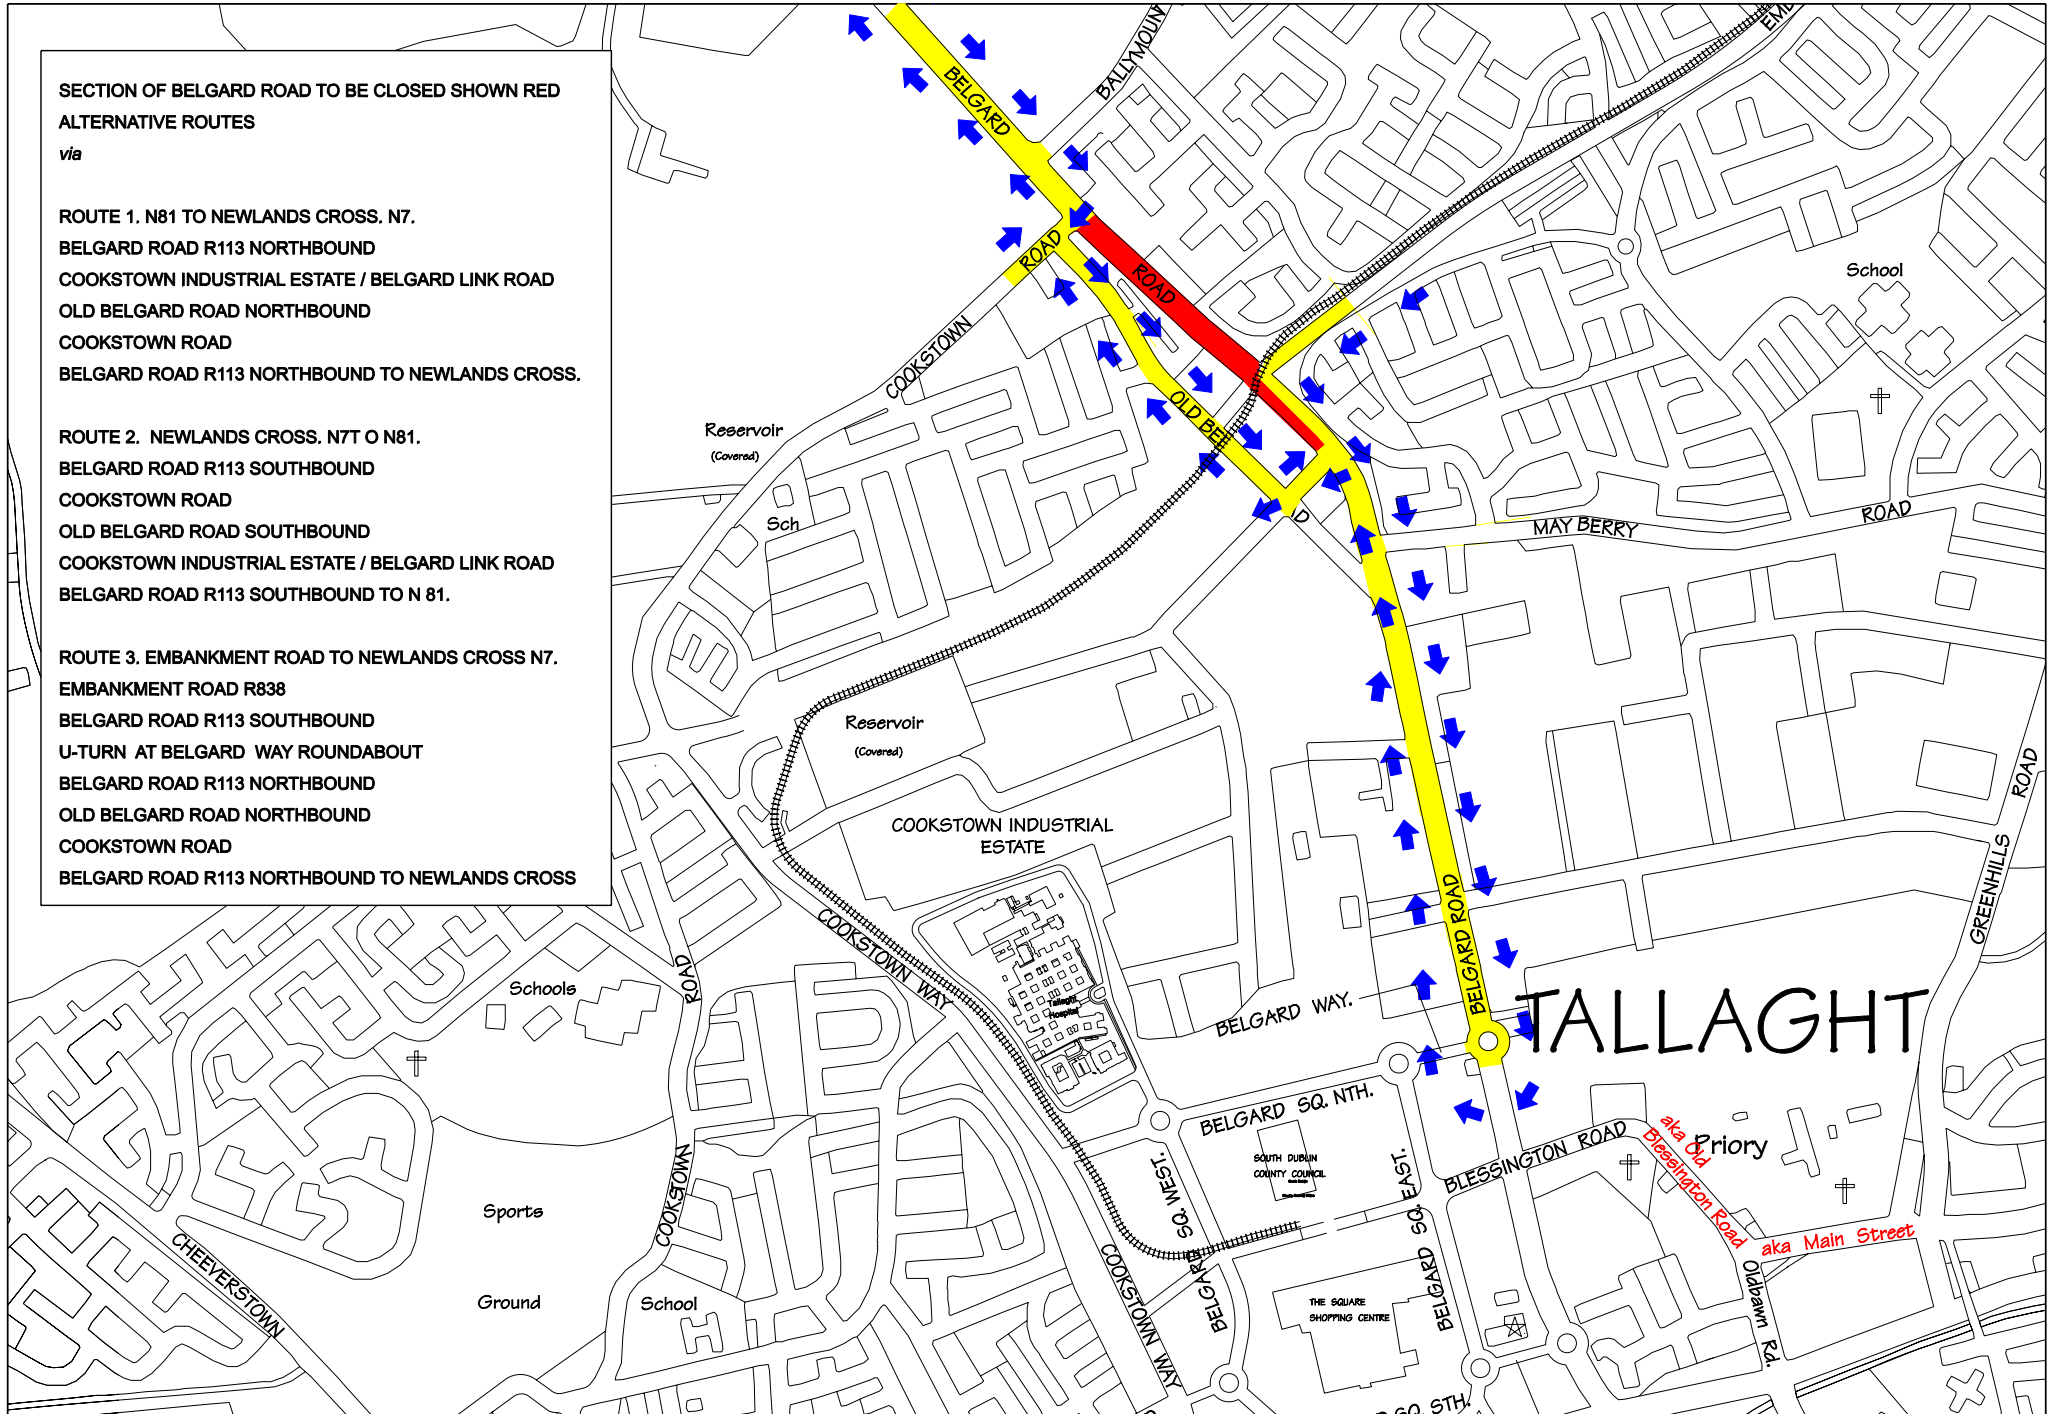 SECTION OF BELGARD ROAD TO BE CLOSED SHOWN RED
ALTERNATIVE ROUTES
via
ROUTE 1. N81 TO NEWLANDS CROSS. N7.
BELGARD ROAD R113 NORTHBOUND
COOKSTOWN INDUSTRIAL ESTATE / BELGARD LINK ROAD
OLD BELGARD ROAD NORTHBOUND
COOKSTOWN ROAD
BELGARD ROAD R113 NORTHBOUND TO NEWLANDS CROSS.
ROUTE 2. NEWLANDS CROSS. N7T O N81.
BELGARD ROAD R113 SOUTHBOUND
COOKSTOWN ROAD
OLD BELGARD ROAD SOUTHBOUND
COOKSTOWN INDUSTRIAL ESTATE / BELGARD LINK ROAD
BELGARD ROAD R113 SOUTHBOUND TO N 81.
ROUTE 3. EMBANKMENT ROAD TO NEWLANDS CROSS N7.
EMBANKMENT ROAD R838
BELGARD ROAD R113 SOUTHBOUND
U-TURN AT BELGARD WAY ROUNDABOUT
BELGARD ROAD R113 NORTHBOUND
OLD BELGARD ROAD NORTHBOUND
COOKSTOWN ROAD
BELGARD ROAD R113 NORTHBOUND TO NEWLANDS CROSS
BELGARD
ROAD
BALLYMOUN
EMB
COOKSTOWN
ROAD
OLD BEL
AD
School
Reservoir
(Covered)
Sch
MAY BERRY
ROAD
Reservoir
(Covered)
COOKSTOWN INDUSTRIAL
ESTATE
GREENHILLS
ROAD
BELGARD ROAD
COOKSTOWN WAY
ROAD
Schools
Tallaght
Hospital
BELGARD WAY.
TALLAGHT
BELGARD SQ. NTH.
SOUTH DUBLIN
COUNTY COUNCIL
BLESSINGTON ROAD
aka Old
Blessington Road
Priory
aka Main Street
Oldbawn Rd.
BELGARD SQ. WEST.
BELGARD SQ. EAST.
THE SQUARE
SHOPPING CENTRE
COOKSTOWN
COOKSTOWN WAY
Sports
Ground
School
CHEEVERSTOWN
SQ. STH.